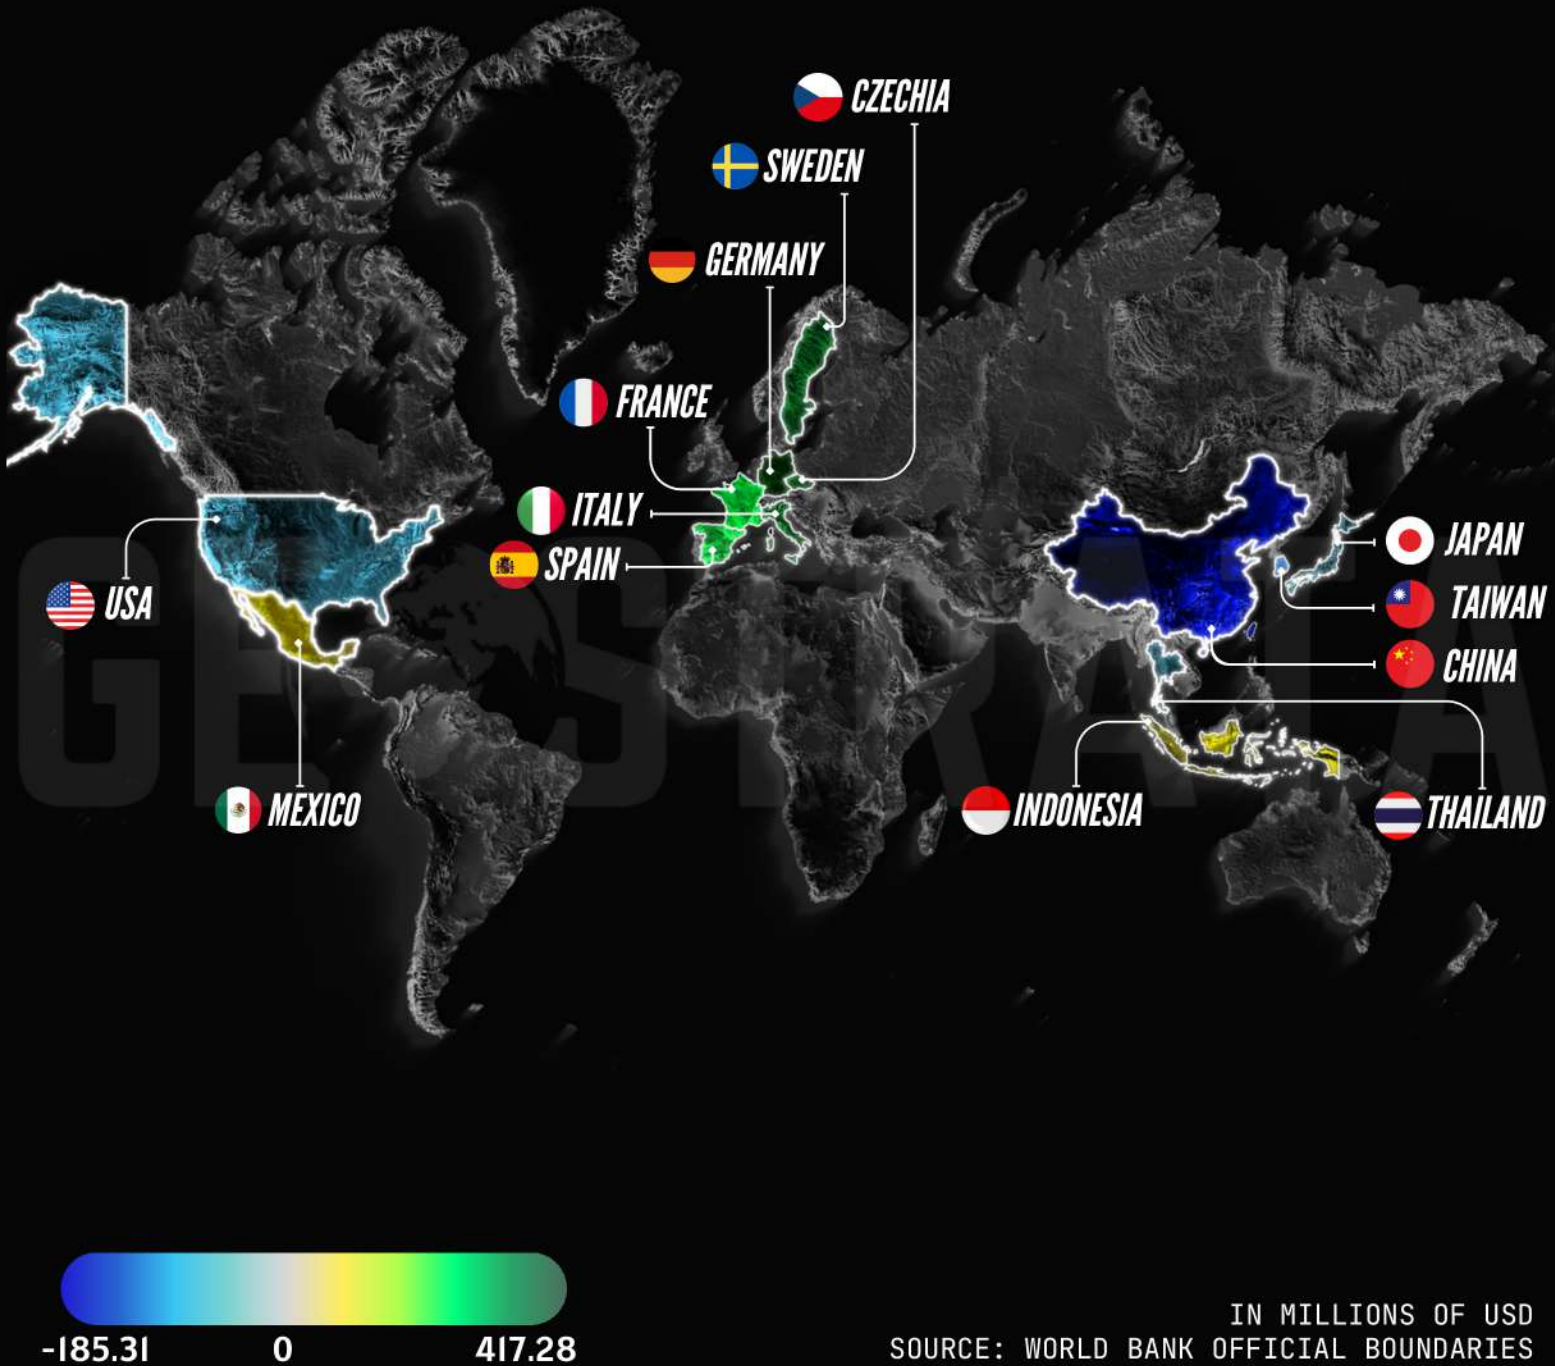 CZECHIA
SWEDEN
GERMANY
FRANCE
ITALY
SPAIN
USA
MEXICO
JAPAN
TAIWAN
CHINA
INDONESIA
THAILAND
GEOSTRATA
-185.31 0 417.28
IN MILLIONS OF USD
SOURCE: WORLD BANK OFFICIAL BOUNDARIES